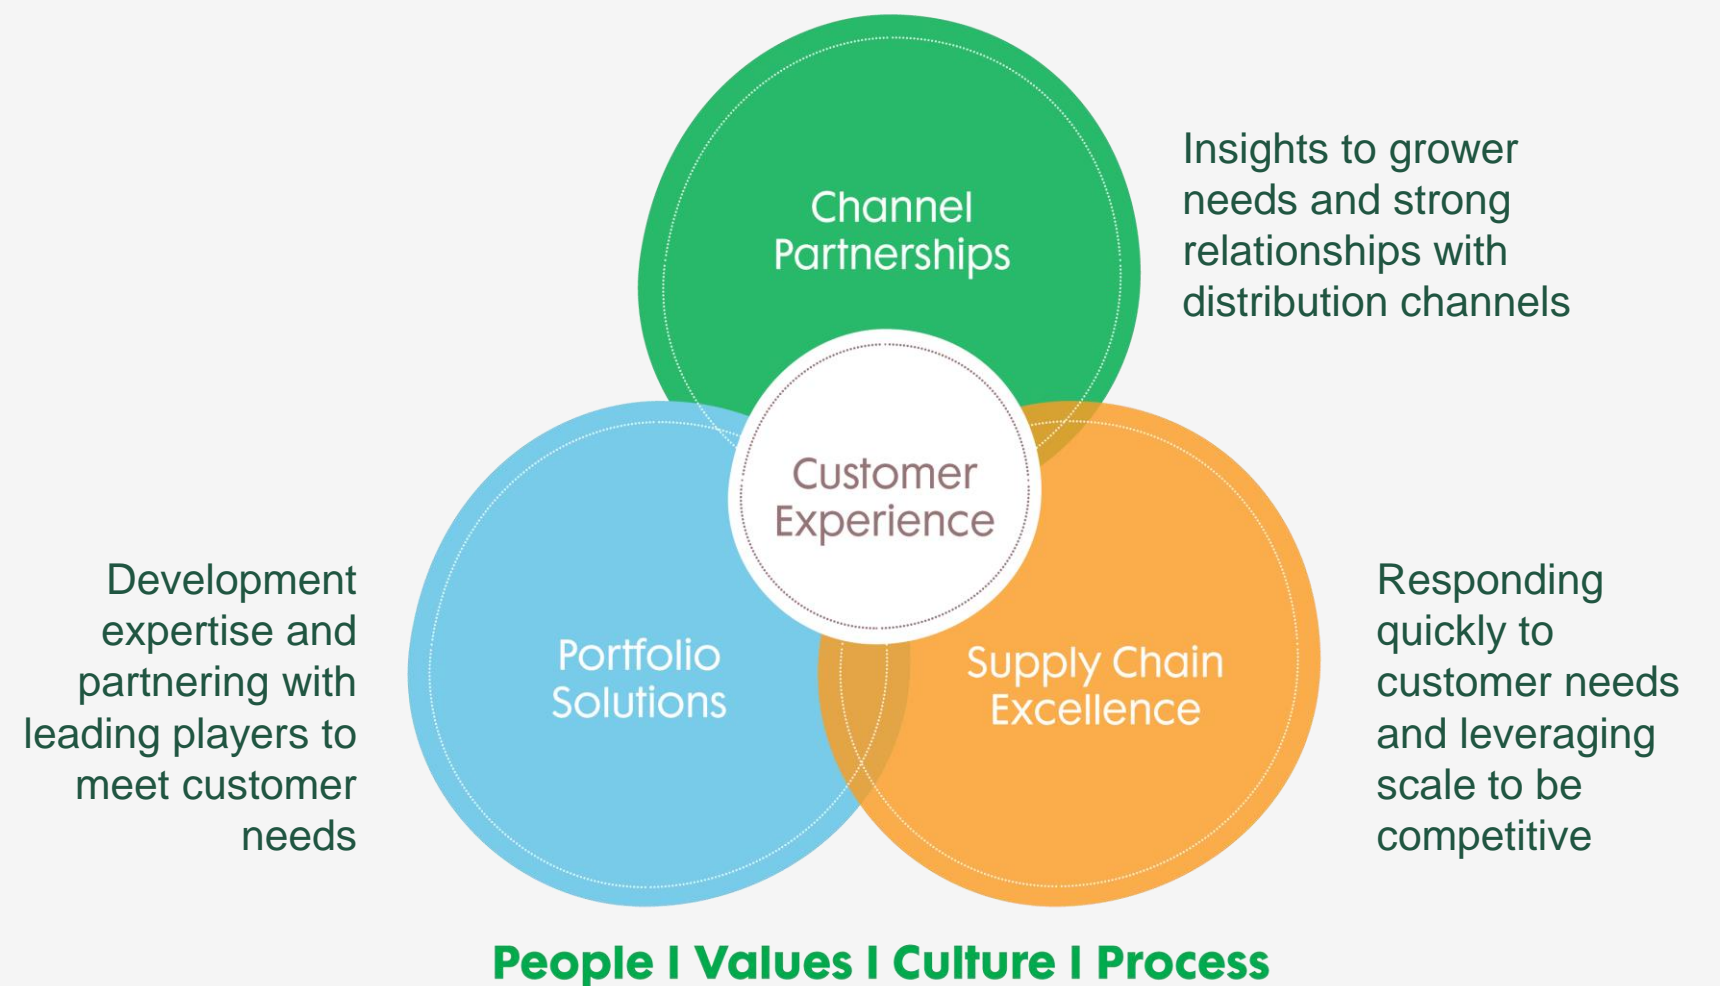 Channel
Partnerships
Insights to grower
needs and strong
relationships with
distribution channels
Customer
Experience
Development
expertise and
partnering with
leading players to
meet customer
needs
Portfolio
Solutions
Supply Chain
Excellence
Responding
quickly to
customer needs
and leveraging
scale to be
competitive
People I Values I Culture I Process